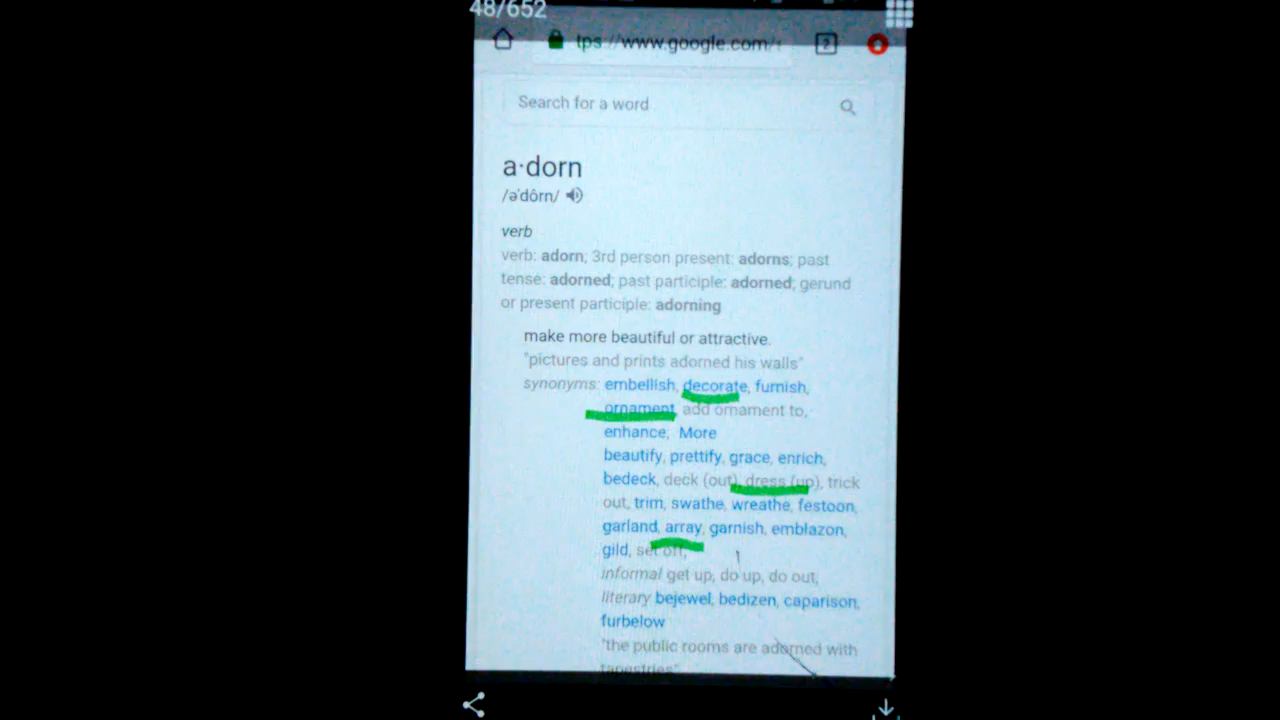 48/652
tps://www.google.com/
2
Search for a word
a·dorn
/əˈdôrn/
verb
verb: adorn, 3rd person present: adorns; past
tense: adorned; past participle: adorned; gerund
or present participle: adorning
make more beautiful or attractive.
"pictures and prints adorned his walls"
synonyms: embellish, decorate, furnish,
ornament, add ornament to,
enhance; More
beautify, prettify, grace, enrich,
bedeck, deck (out), dress (up), trick
out, trim, swathe, wreathe, festoon,
garland, array, garnish, emblazon,
gild, set off;
informal get up, do up, do out;
literary bejewel, bedizen, caparison,
furbelow
"the public rooms are adorned with
tapestries"